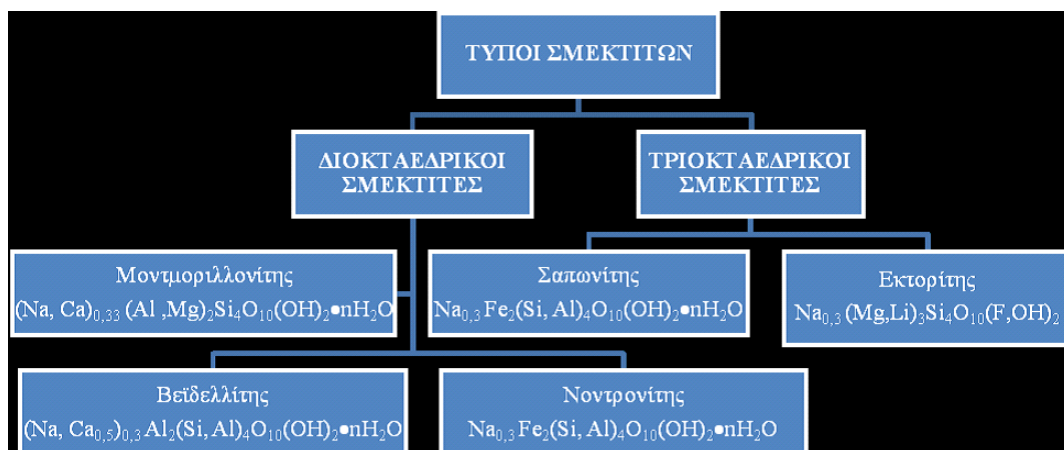 ΤΥΠΟΙ ΣΜΕΚΤΙΤΩΝ
ΔΙΟΚΤΑΕΔΡΙΚΟΙ
ΣΜΕΚΤΙΤΕΣ
ΤΡΙΟΚΤΑΕΔΡΙΚΟΙ
ΣΜΕΚΤΙΤΕΣ
Μοντμοριλλονίτης
(Na, Ca)0,33 (Al ,Mg)2Si4O10(OH)2•nH2O
Σαπωνίτης
Na0,3 Fe2(Si, Al)4O10(OH)2•nH2O
Εκτορίτης
Na0,3 (Mg,Li)3Si4O10(F,OH)2
Βεϊδελλίτης
(Na, Ca0,5)0,3 Al2(Si, Al)4O10(OH)2•nH2O
Νοντρονίτης
Na0,3 Fe2(Si, Al)4O10(OH)2•nH2O